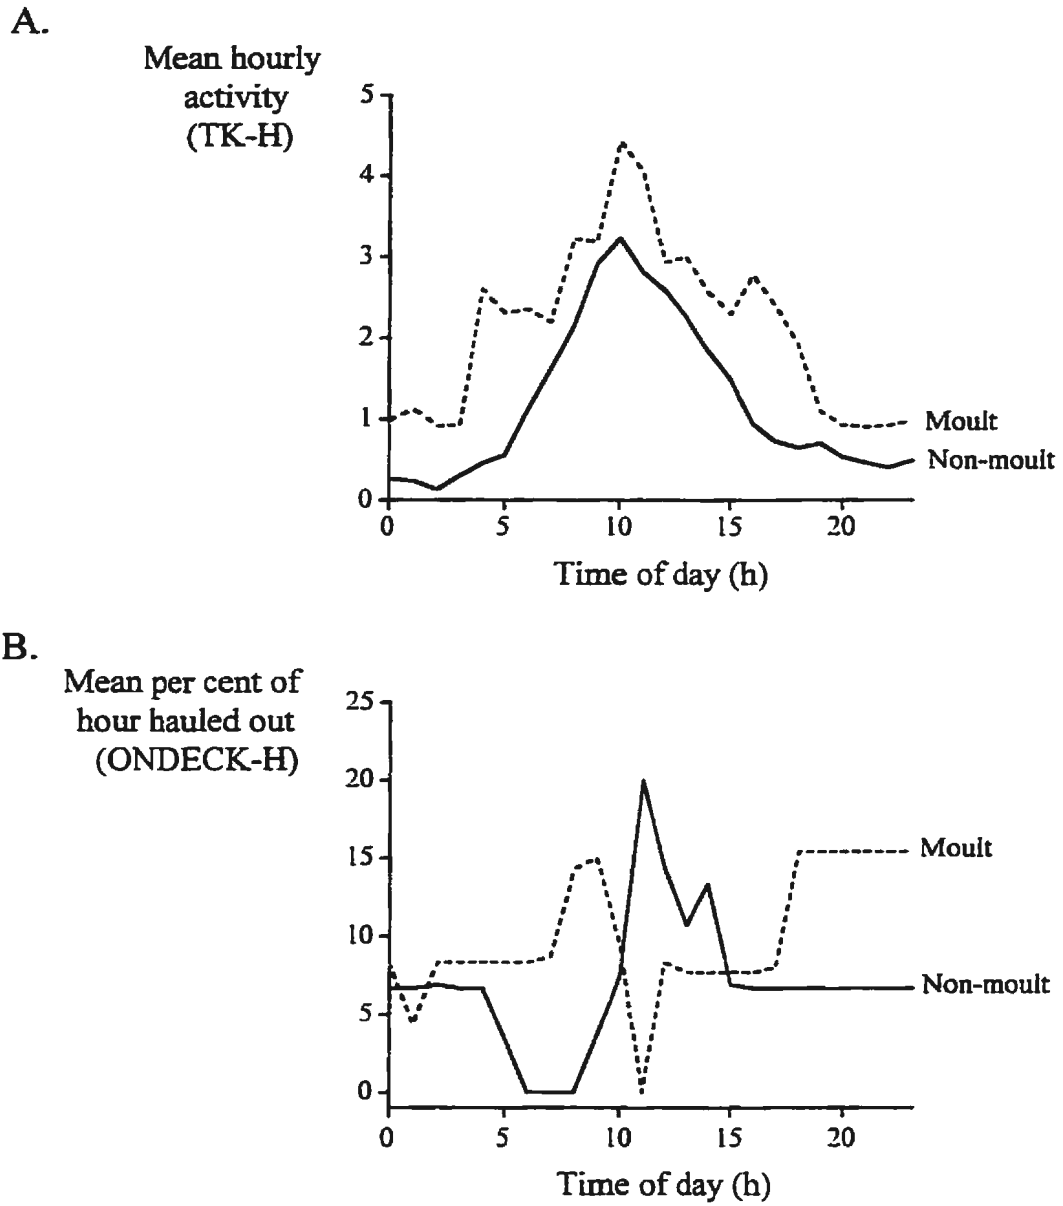 A.
Mean hourly
activity
(TK-H)
5
4
3
2
1
0
Moult
Non-moult
0 5 10 15 20
Time of day (h)
B.
Mean per cent of
hour hauled out
(ONDECK-H)
25
20
15
10
5
0
Moult
Non-moult
0 5 10 15 20
Time of day (h)